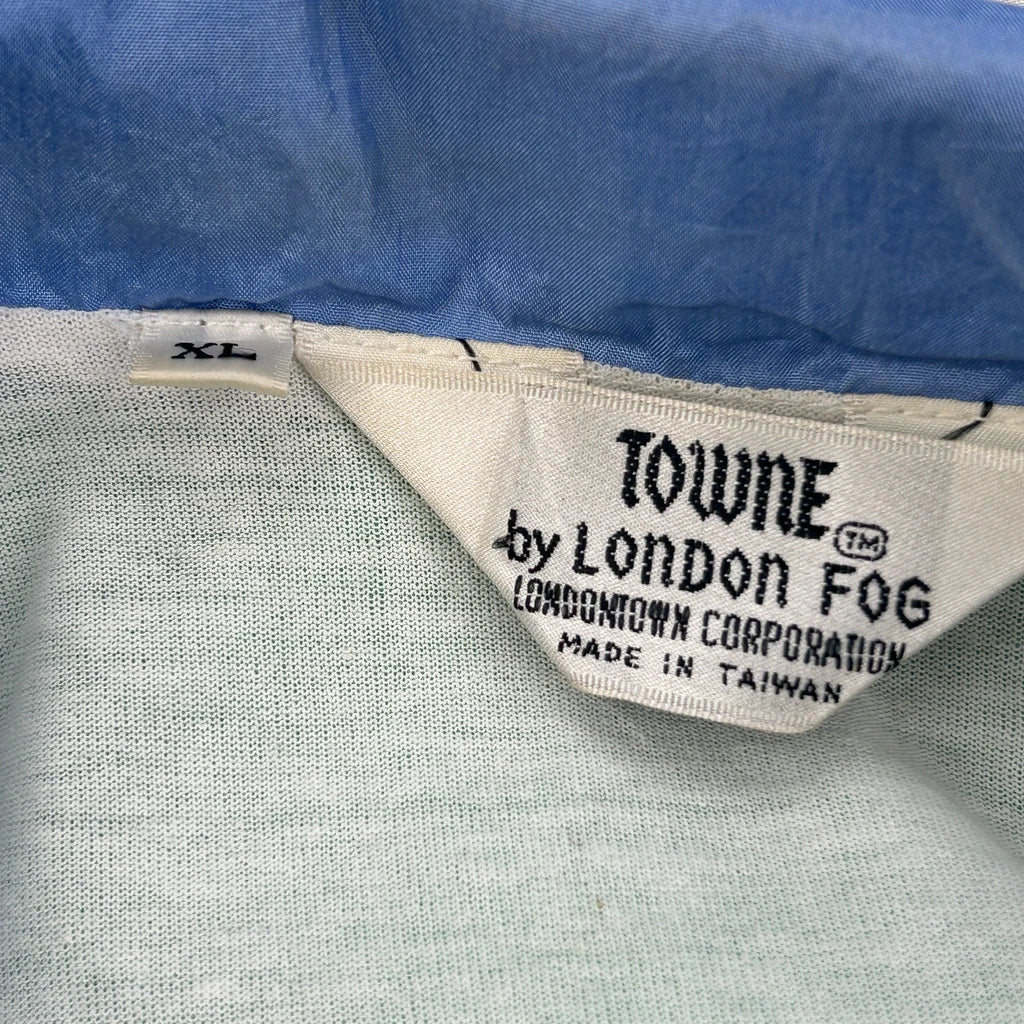 XL
TOWNE TM
by LONDON FOG
LONDONTOWN CORPORATION
MADE IN TAIWAN